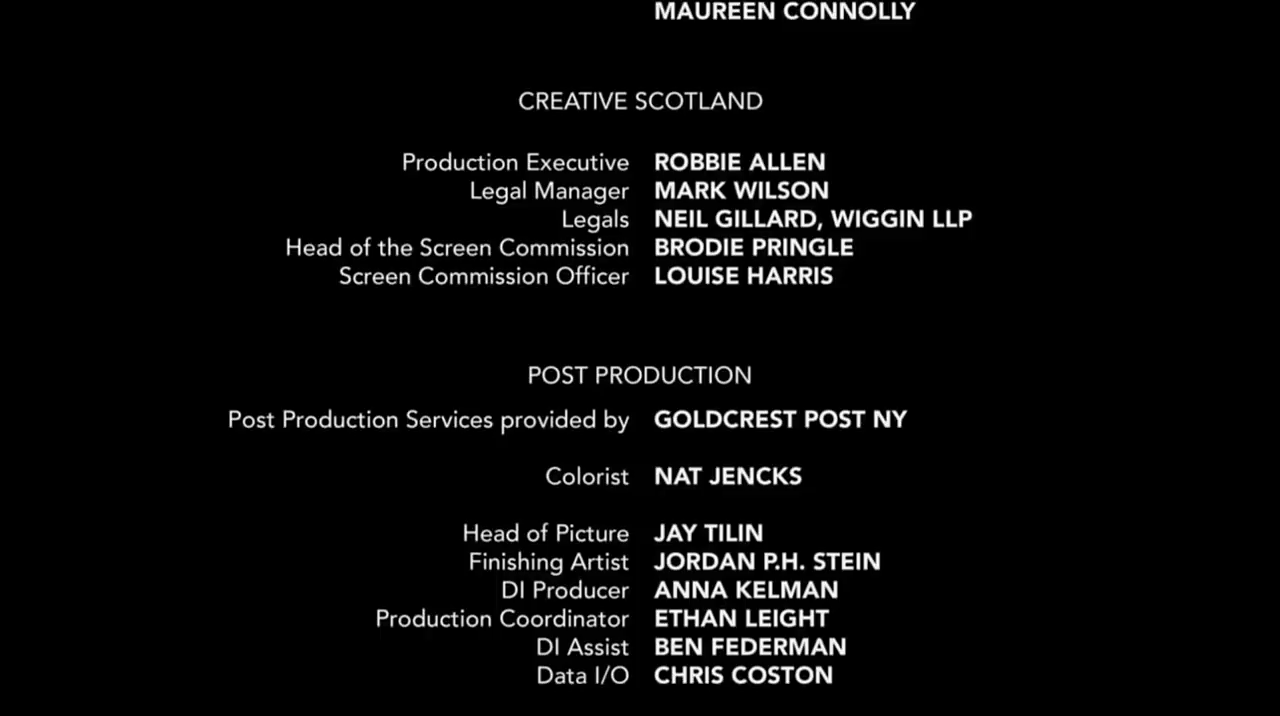 MAUREEN CONNOLLY
CREATIVE SCOTLAND
Production Executive ROBBIE ALLEN
Legal Manager MARK WILSON
Legals NEIL GILLARD, WIGGIN LLP
Head of the Screen Commission BRODIE PRINGLE
Screen Commission Officer LOUISE HARRIS
POST PRODUCTION
Post Production Services provided by GOLDCREST POST NY
Colorist NAT JENCKS
Head of Picture JAY TILIN
Finishing Artist JORDAN P.H. STEIN
DI Producer ANNA KELMAN
Production Coordinator ETHAN LEIGHT
DI Assist BEN FEDERMAN
Data I/O CHRIS COSTON